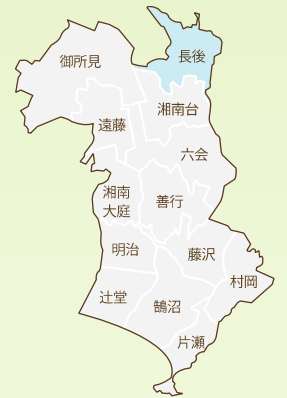 長後
御所見
湘南台
遠藤
六会
湘南
大庭
善行
明治
藤沢
村岡
辻堂
鵠沼
片瀬